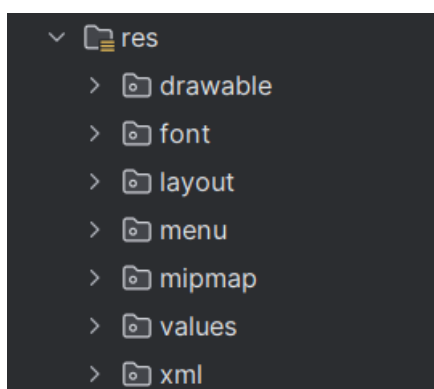 res
drawable
font
layout
menu
mipmap
values
xml